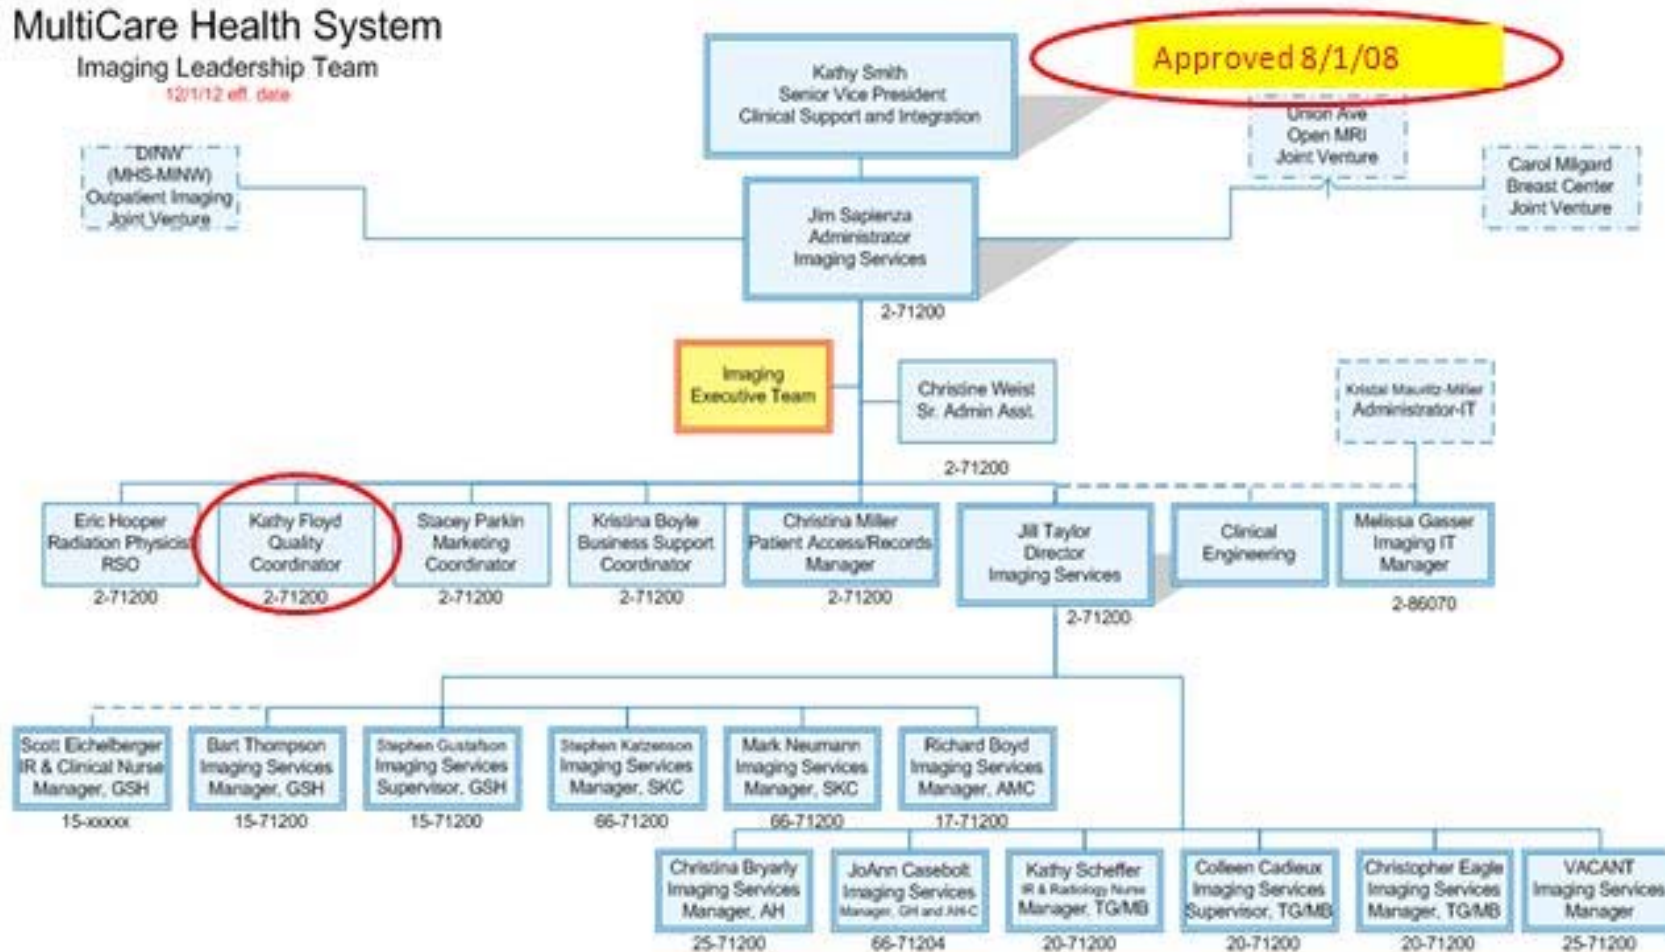 MultiCare Health System
Imaging Leadership Team
12/1/12 eff. date
Approved 8/1/08
Kathy Smith
Senior Vice President
Clinical Support and Integration
DINW
(MHS-MINW)
Outpatient Imaging
Joint Venture
Union Ave
Open MRI
Joint Venture
Carol Milgard
Breast Center
Joint Venture
Jim Sapienza
Administrator
Imaging Services
2-71200
Imaging
Executive Team
Christine Weist
Sr. Admin Asst.
2-71200
Kristal Mauritz-Miller
Administrator-IT
Eric Hooper
Radiation Physicist
RSO
2-71200
Kathy Floyd
Quality
Coordinator
2-71200
Stacey Parkin
Marketing
Coordinator
2-71200
Kristina Boyle
Business Support
Coordinator
2-71200
Christina Miller
Patient Access/Records
Manager
2-71200
Jill Taylor
Director
Imaging Services
2-71200
Clinical
Engineering
Melissa Gasser
Imaging IT
Manager
2-86070
Scott Eichelberger
IR & Clinical Nurse
Manager, GSH
15-xxxxx
Bart Thompson
Imaging Services
Manager, GSH
15-71200
Stephen Gustafson
Imaging Services
Supervisor, GSH
15-71200
Stephen Katzenson
Imaging Services
Manager, SKC
66-71200
Mark Neumann
Imaging Services
Manager, SKC
66-71200
Richard Boyd
Imaging Services
Manager, AMC
17-71200
Christina Bryarly
Imaging Services
Manager, AH
25-71200
JoAnn Casebolt
Imaging Services
Manager, GH and AH-C
66-71204
Kathy Scheffer
IR & Radiology Nurse
Manager, TG/MB
20-71200
Colleen Cadieux
Imaging Services
Supervisor, TG/MB
20-71200
Christopher Eagle
Imaging Services
Manager, TG/MB
20-71200
VACANT
Imaging Services
Manager
25-71200